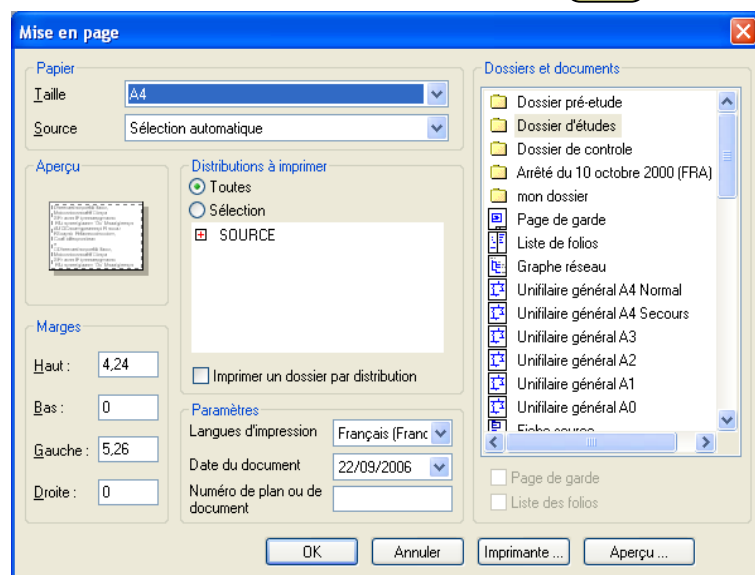 Mise en page
Papier
Taille
A4
Source
Sélection automatique
Aperçu
Distributions à imprimer
Toutes
Sélection
SOURCE
Imprimer un dossier par distribution
Marges
Haut :
4,24
Bas :
0
Gauche :
5,26
Droite :
0
Paramètres
Langues d'impression
Français (Franc
Date du document
22/09/2006
Numéro de plan ou de
document
Dossiers et documents
Dossier pré-etude
Dossier d'études
Dossier de controle
Arrêté du 10 octobre 2000 (FRA)
mon dossier
Page de garde
Liste de folios
Graphe réseau
Unifilaire général A4 Normal
Unifilaire général A4 Secours
Unifilaire général A3
Unifilaire général A2
Unifilaire général A1
Unifilaire général A0
Fiche source
Page de garde
Liste des folios
OK
Annuler
Imprimante ...
Aperçu ...